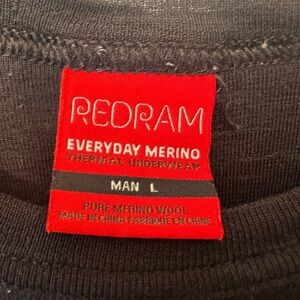 REDRAM
EVERYDAY MERINO
THERMAL UNDERWEAR
MAN L
PURE MERINO WOOL
MADE IN CHINA FABRIQUE EN CHINE